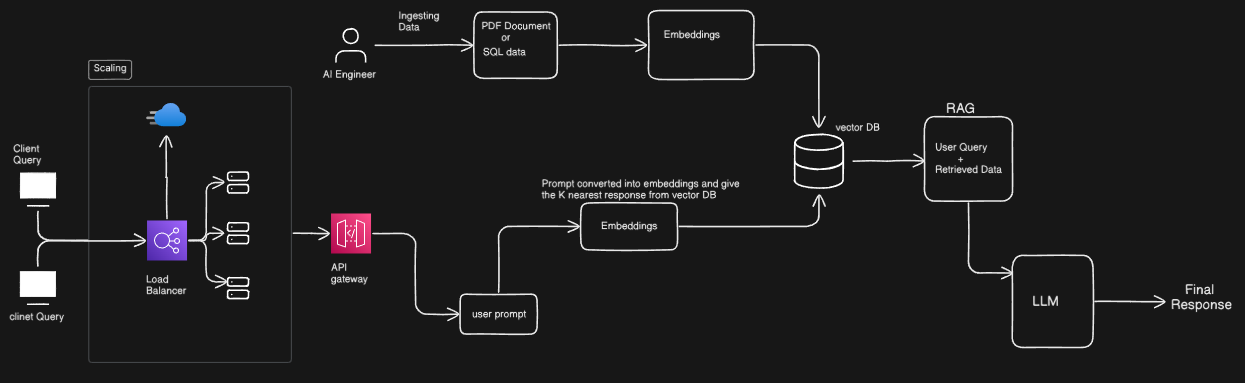 Ingesting
Data
AI Engineer
PDF Document
or
SQL data
Embeddings
Scaling
Client
Query
clinet Query
Load
Balancer
API
gateway
user prompt
Prompt converted into embeddings and give
the K nearest response from vector DB
Embeddings
vector DB
RAG
User Query
+
Retrieved Data
LLM
Final
Response